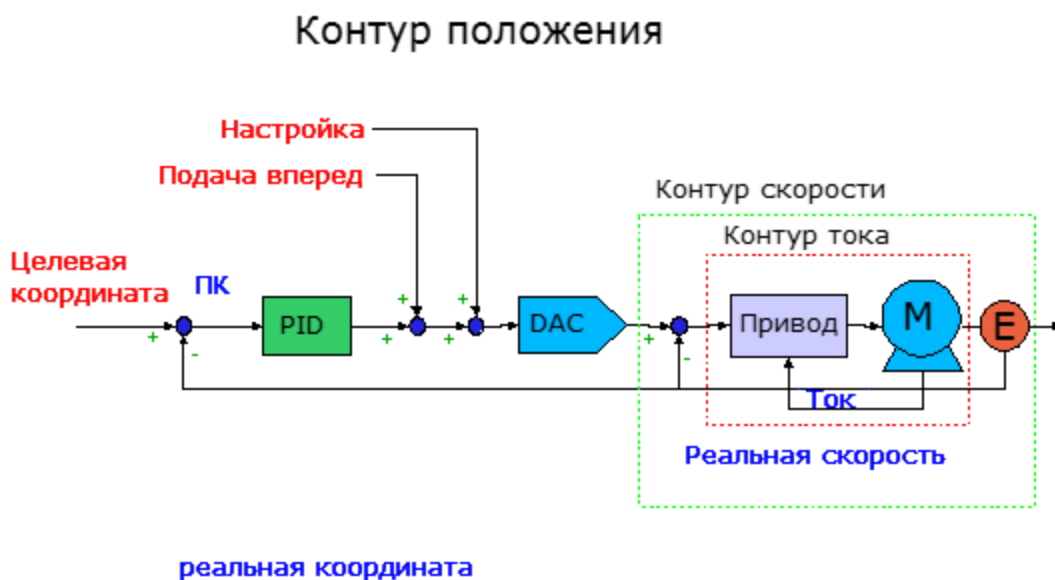 Контур положения
Настройка
Подача вперед
Контур скорости
Контур тока
Целевая
координата
ПК
+
-
PID
+
+
+
+
DAC
+
-
Привод
M
E
Ток
Реальная скорость
реальная координата